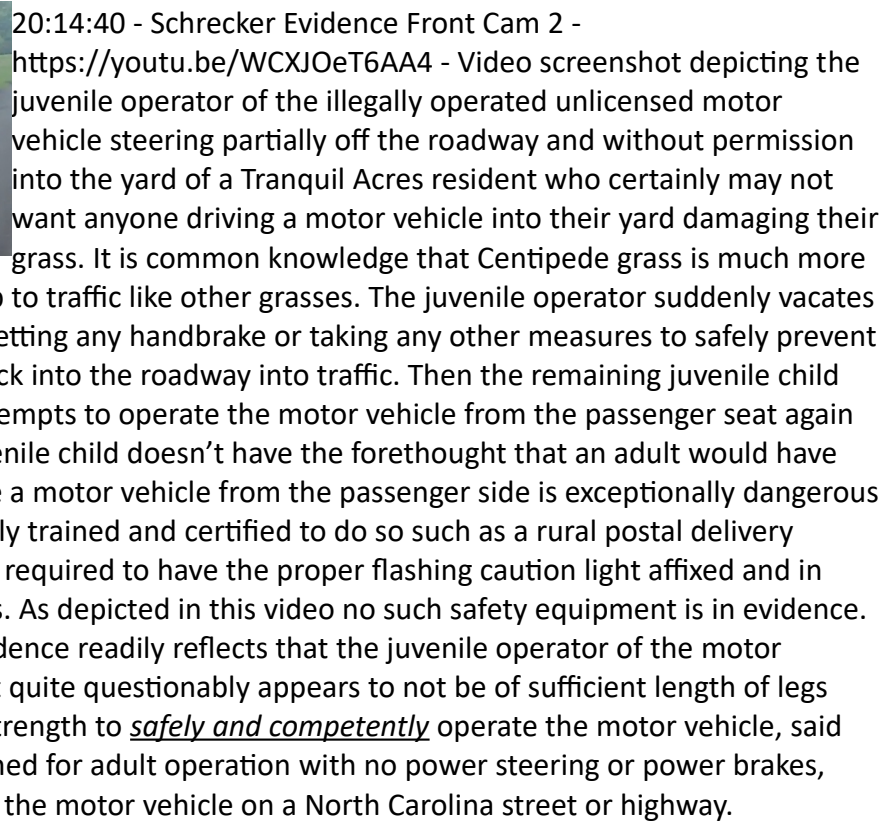 20:14:40 - Schrecker Evidence Front Cam 2 -
https://youtu.be/WCXJOeT6AA4 - Video screenshot depicting the
juvenile operator of the illegally operated unlicensed motor
vehicle steering partially off the roadway and without permission
into the yard of a Tranquil Acres resident who certainly may not
want anyone driving a motor vehicle into their yard damaging their
grass. It is common knowledge that Centipede grass is much more
to traffic like other grasses. The juvenile operator suddenly vacates
etting any handbrake or taking any other measures to safely prevent
ck into the roadway into traffic. Then the remaining juvenile child
tempts to operate the motor vehicle from the passenger seat again
enile child doesn’t have the forethought that an adult would have
a motor vehicle from the passenger side is exceptionally dangerous
ly trained and certified to do so such as a rural postal delivery
required to have the proper flashing caution light affixed and in
s. As depicted in this video no such safety equipment is in evidence.
dence readily reflects that the juvenile operator of the motor
t quite questionably appears to not be of sufficient length of legs
trength to safely and competently operate the motor vehicle, said
ned for adult operation with no power steering or power brakes,
the motor vehicle on a North Carolina street or highway.